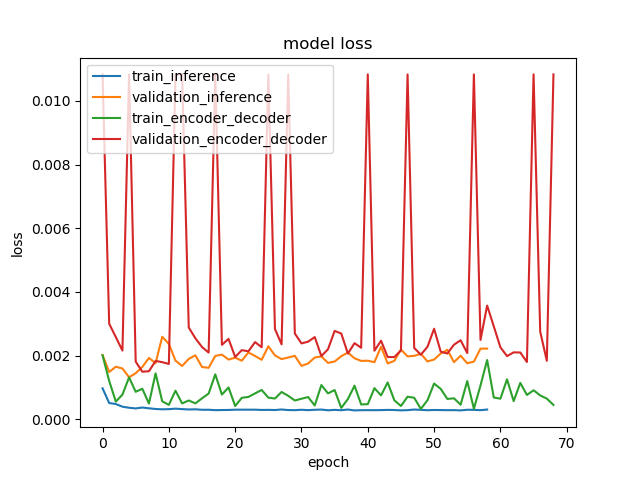 model loss
train_inference
validation_inference
train_encoder_decoder
validation_encoder_decoder
0.010
0.008
0.006
0.004
0.002
0.000
loss
0 10 20 30 40 50 60 70
epoch